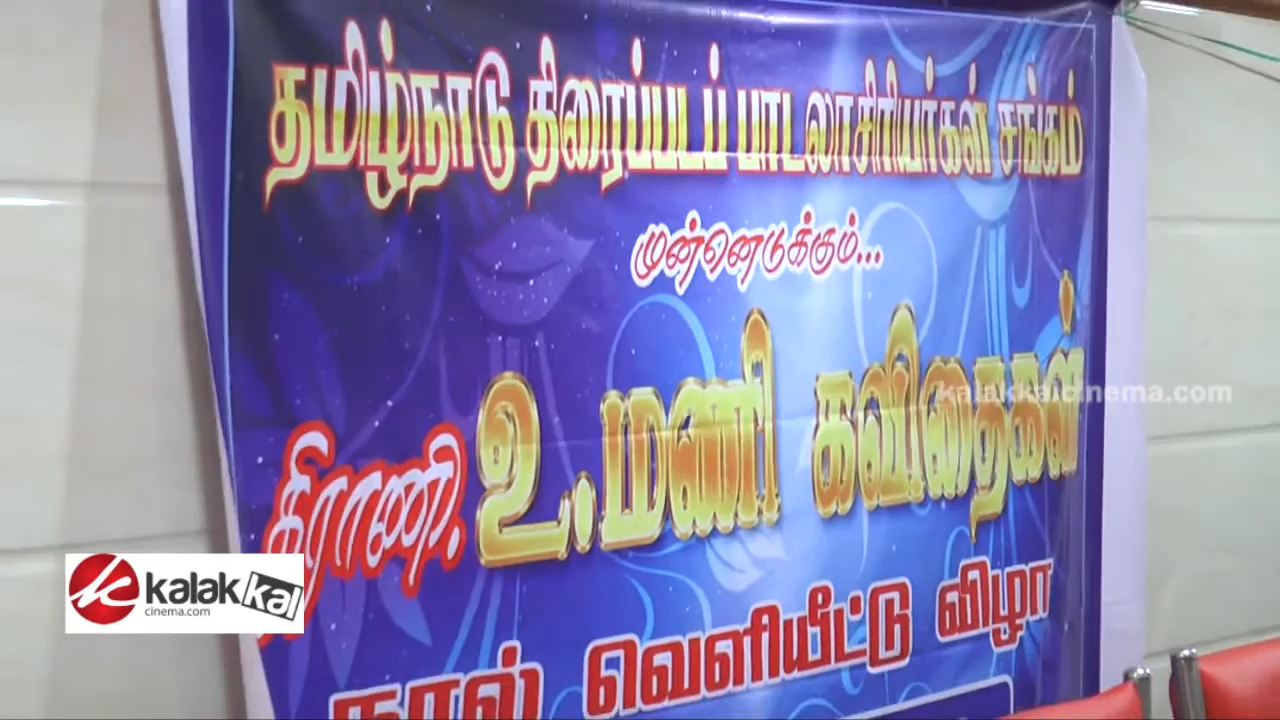 தமிழ்நாடு திரைப்படப் பாடலாசிரியர்கள் சங்கம்
முன்னெடுக்கும்...
கிராணி. உ.மணி கவிதைகள்
நூல் வெளியீட்டு விழா
kalakkalcinema.com
kalakkal
cinema.com